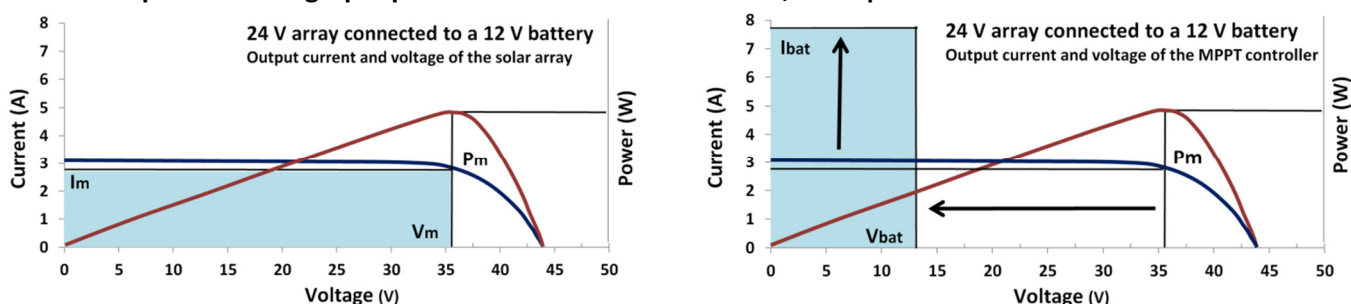 24 V array connected to a 12 V battery
Output current and voltage of the solar array
Current (A)
8
7
6
5
4
3
2
1
0
Im
Pm
Vm
Power (W)
0 5 10 15 20 25 30 35 40 45 50
Voltage (V)
24 V array connected to a 12 V battery
Output current and voltage of the MPPT controller
Current (A)
8
7
6
5
4
3
2
1
0
Ibat
Pm
Vbat
Power (W)
0 5 10 15 20 25 30 35 40 45 50
Voltage (V)